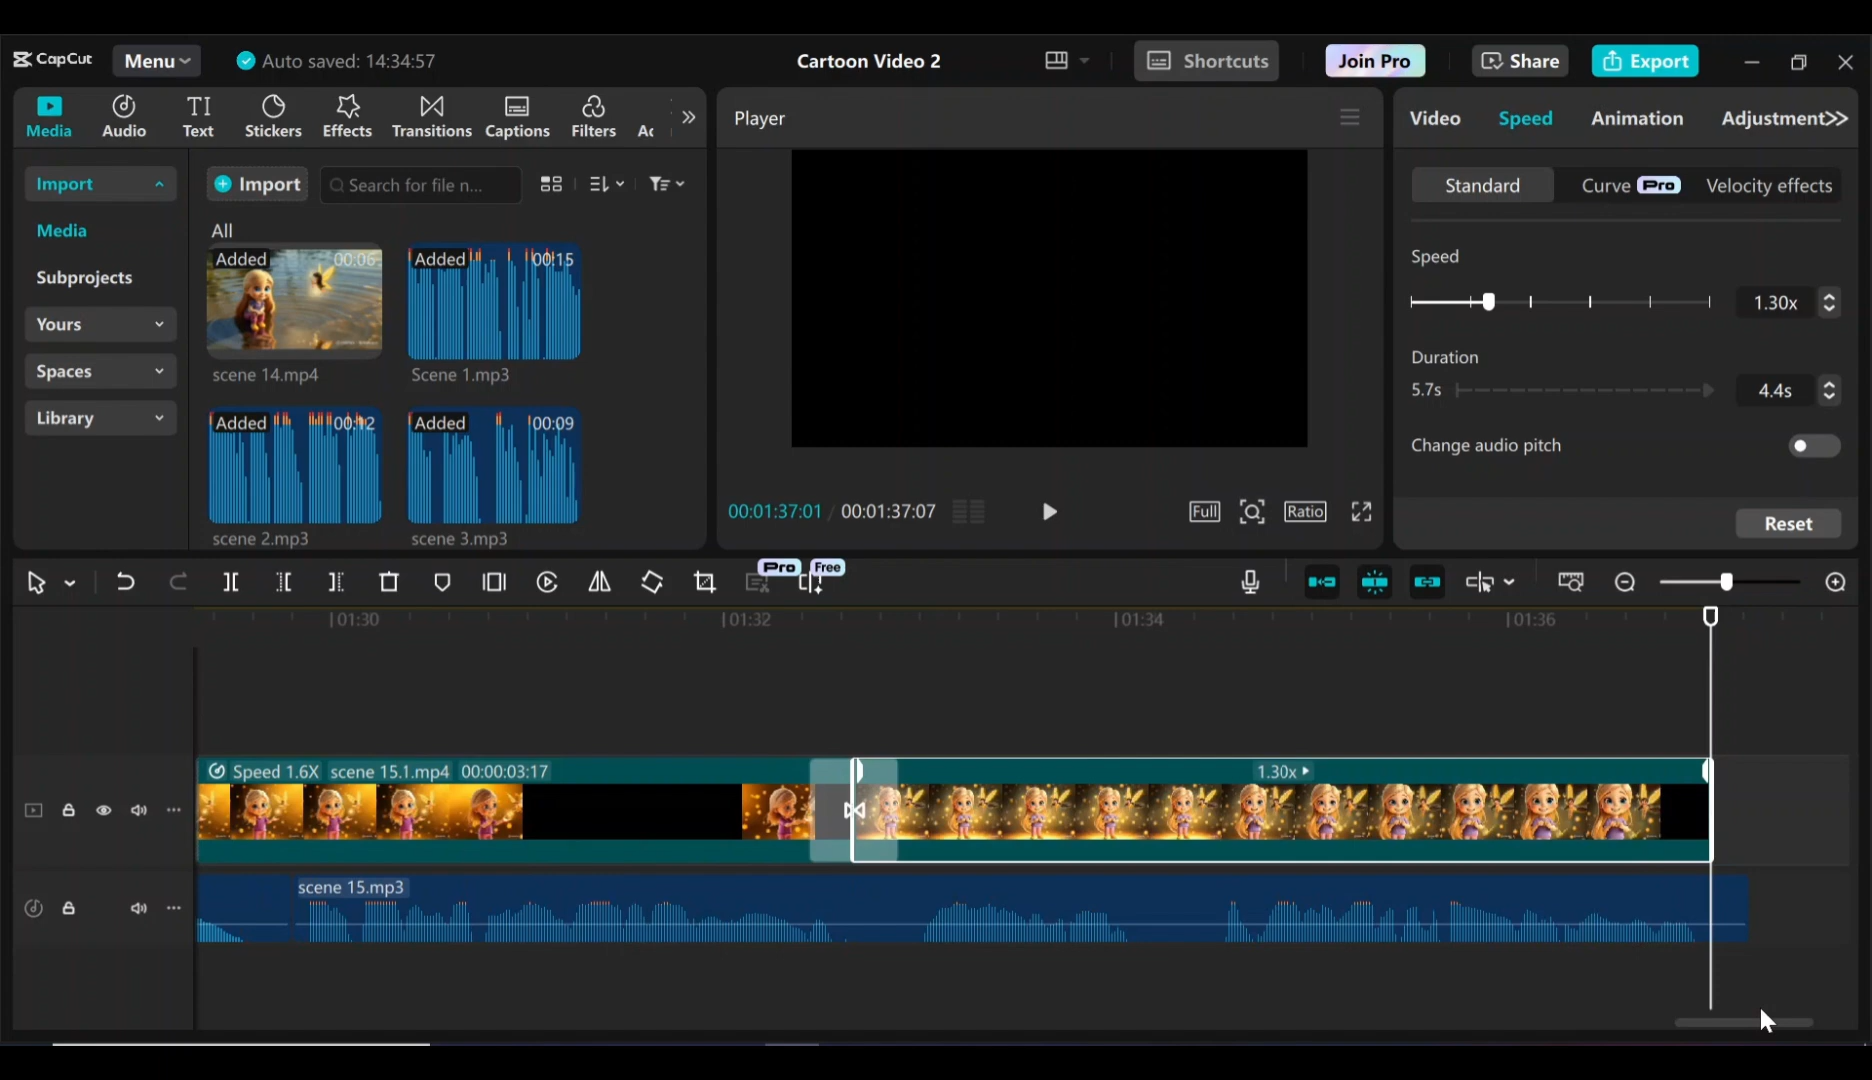 CapCut
Menu
Auto saved: 14:34:57
Cartoon Video 2
Shortcuts
Join Pro
Share
Export
Media
Audio
TI
Text
Stickers
Effects
Transitions
Captions
Filters
Player
Video
Speed
Animation
Adjustment
Import
Import
Search for file n...
Standard
Curve Pro
Velocity effects
Media
All
Subprojects
Added 00:06
Added 00:15
Speed
1.30x
Yours
Spaces
scene 14.mp4
Scene 1.mp3
Duration
5.7s
4.4s
Library
Added 00:12
Added 00:09
Change audio pitch
scene 2.mp3
scene 3.mp3
00:01:37:01 / 00:01:37:07
Full
Ratio
Reset
Pro
Free
01:30
01:32
01:34
01:36
Speed 1.6X scene 15.1.mp4 00:00:03:17
1.30x
scene 15.mp3